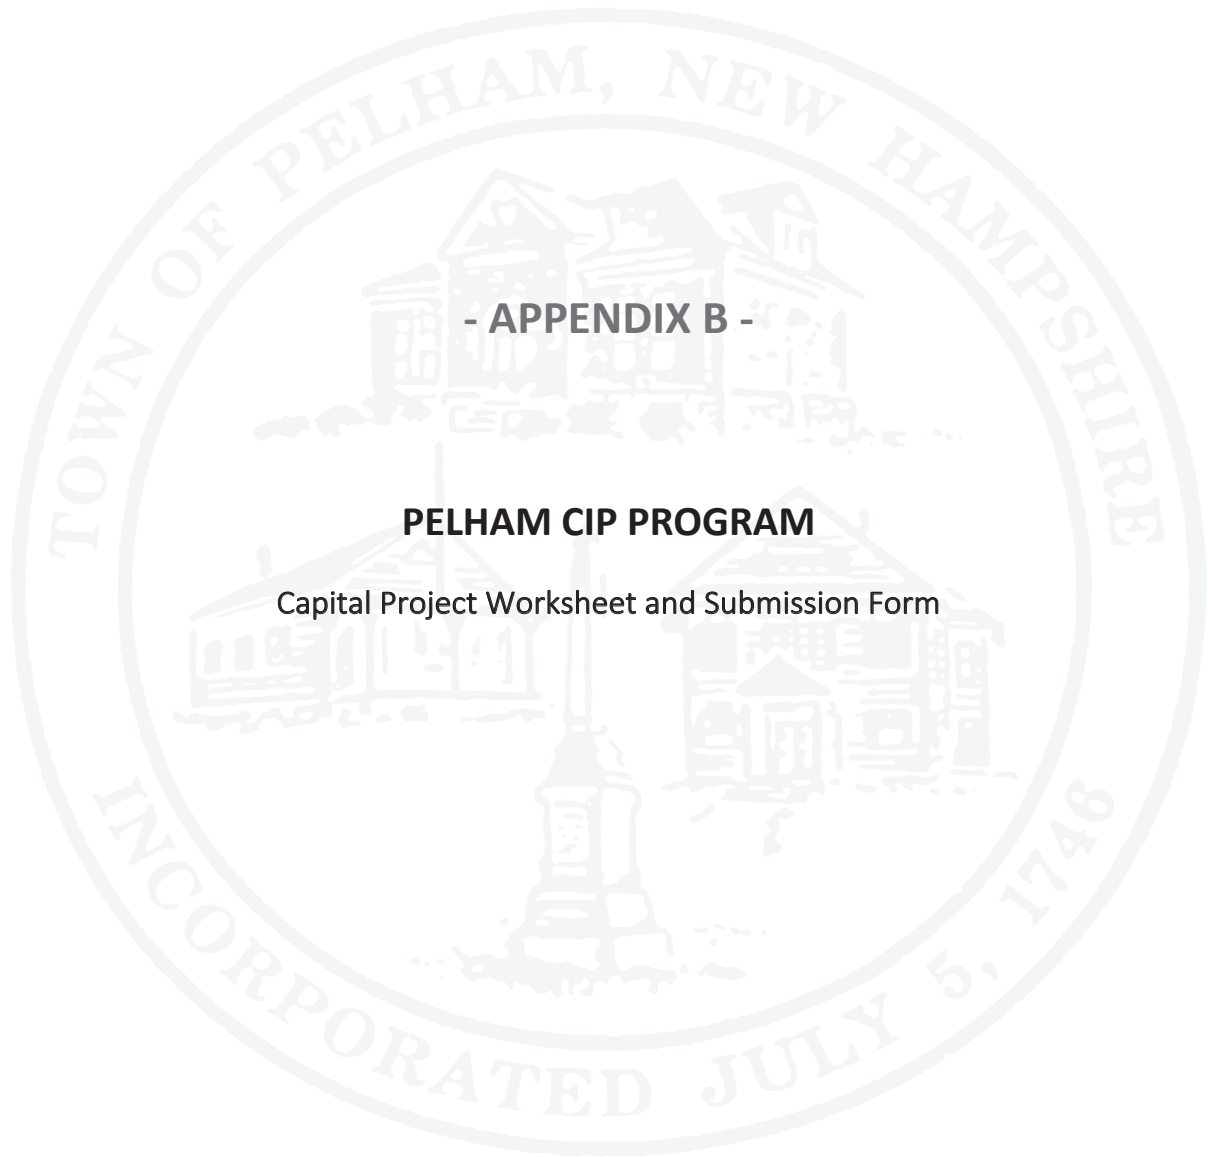 TOWN OF PELHAM, NEW HAMPSHIRE
- APPENDIX B -
PELHAM CIP PROGRAM
Capital Project Worksheet and Submission Form
INCORPORATED JULY 5, 1746